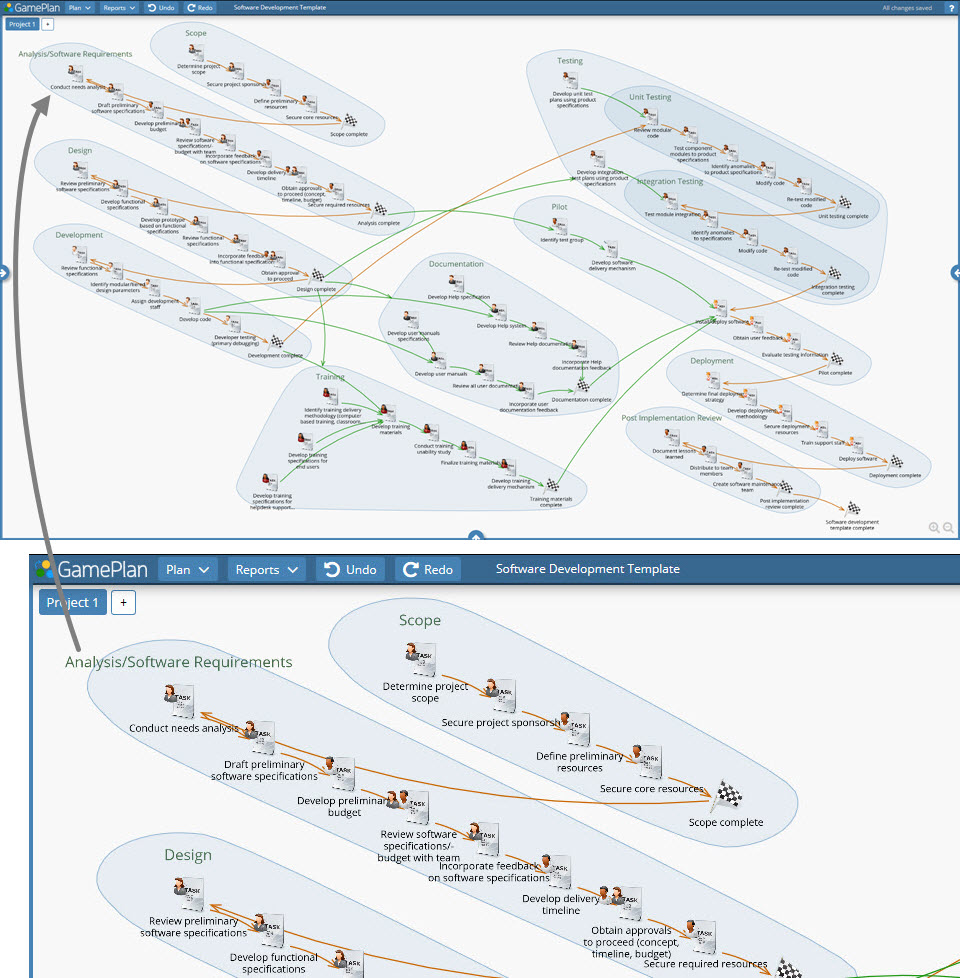 GamePlan
Plan
Reports
Undo
Redo
Software Development Template
All changes saved
?
Project 1
+
Scope
Determine project
scope
Secure project sponsorship
Define preliminary
resources
Secure core resources
Scope complete
Analysis/Software Requirements
Conduct needs analysis
Draft preliminary
software specifications
Develop preliminary
budget
Review software
specifications/-
budget with team
Incorporate feedback
on software specifications
Develop delivery
timeline
Obtain approvals
to proceed (concept,
timeline, budget)
Secure required resources
Analysis complete
Design
Review preliminary
software specifications
Develop functional
specifications
Develop prototype
based on functional
specifications
Review functional
specifications
Incorporate feedback
into functional specifications
Obtain approval
to proceed
Design complete
Development
Review functional
specifications
Identify modular/tiered
design parameters
Assign development
staff
Develop code
Developer testing
(primary debugging)
Development complete
Testing
Develop unit test
plans using product
specifications
Develop integration
test plans using product
specifications
Unit Testing
Review modular
code
Test component
modules to product
specifications
Identify anomalies
to product specifications
Modify code
Re-test modified
code
Unit testing complete
Integration Testing
Test module integration
Identify anomalies
to specifications
Modify code
Re-test modified
code
Integration testing
complete
Pilot
Identify test group
Develop software
delivery mechanism
Install/deploy software
Obtain user feedback
Evaluate testing information
Pilot complete
Documentation
Develop Help specification
Develop Help system
Review Help documentation
Incorporate Help
documentation feedback
Develop user manuals
specifications
Develop user manuals
Review all user documentation
Incorporate user
documentation feedback
Documentation complete
Training
Identify training delivery
methodology (computer
based training, classroom,
Develop training
specifications for
end users
Develop training
specifications for
helpdesk support...
Develop training
materials
Conduct training
usability study
Finalize training materials
Develop training
delivery mechanism
Training materials
complete
Deployment
Determine final deployment
strategy
Develop deployment
methodology
Secure deployment
resources
Train support staff
Deploy software
Deployment complete
Post Implementation Review
Document lessons
learned
Distribute to team
members
Create software maintenance
team
Post implementation
review complete
Software development
template complete
GamePlan
Plan
Reports
Undo
Redo
Software Development Template
Project 1
+
Scope
TASK
Determine project
scope
TASK
Secure project sponsorsh
TASK
Define preliminary
resources
TASK
Secure core resources
Scope complete
Analysis/Software Requirements
TASK
Conduct needs analysis
TASK
Draft preliminary
software specifications
TASK
Develop preliminary
budget
TASK
Review software
specifications/-
budget with team
TASK
Incorporate feedback
on software specifications
TASK
Develop delivery
timeline
TASK
Obtain approvals
to proceed (concept,
timeline, budget)
TASK
Secure required resources
Design
TASK
Review preliminary
software specifications
TASK
Develop functional
specifications
TASK